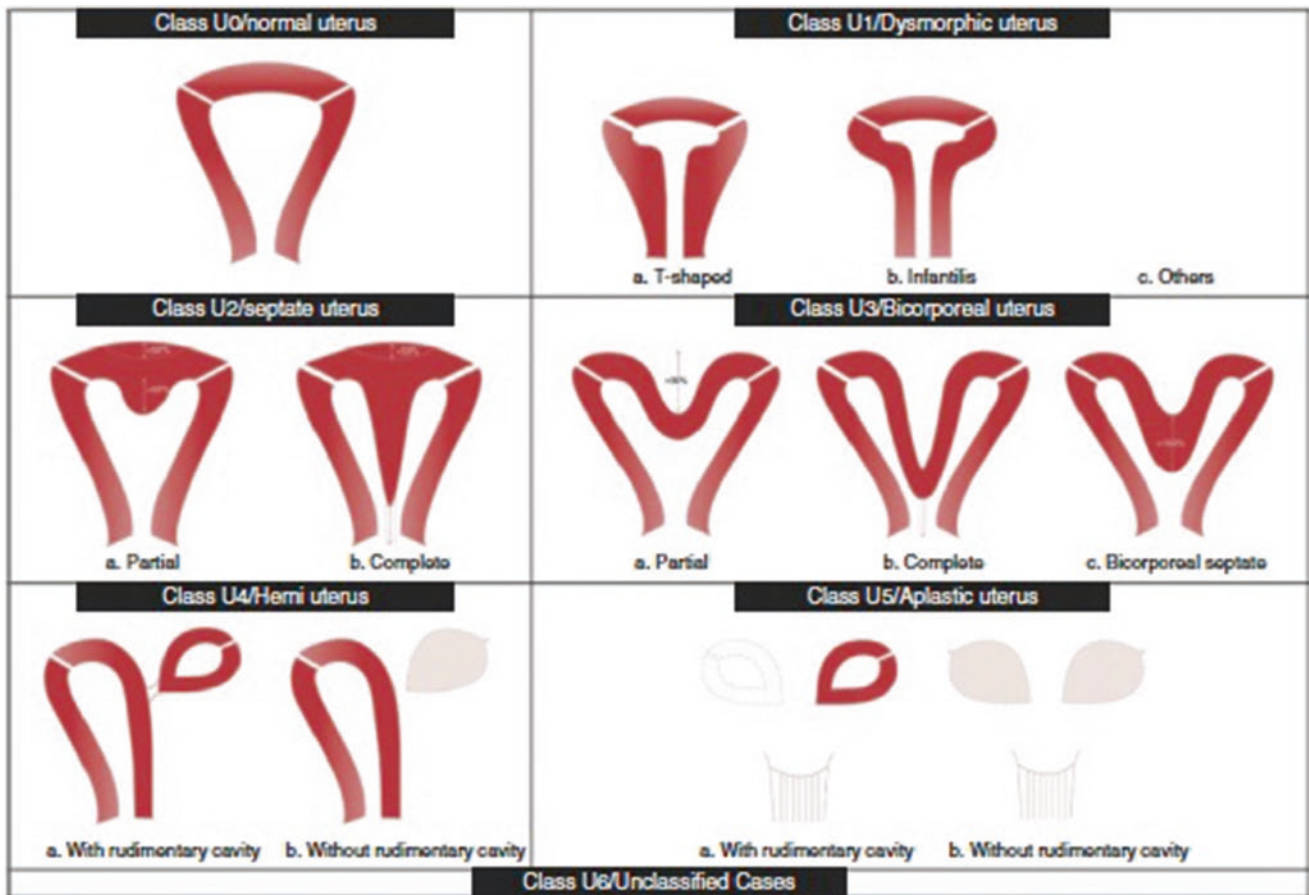 Class U0/normal uterus
Class U1/Dysmorphic uterus
a. T-shaped
b. Infantilis
c. Others
Class U2/septate uterus
Class U3/Bicorporeal uterus
a. Partial
b. Complete
a. Partial
b. Complete
c. Bicorporeal septate
Class U4/Hemi uterus
Class U5/Aplastic uterus
a. With rudimentary cavity
b. Without rudimentary cavity
a. With rudimentary cavity
b. Without rudimentary cavity
Class U6/Unclassified Cases